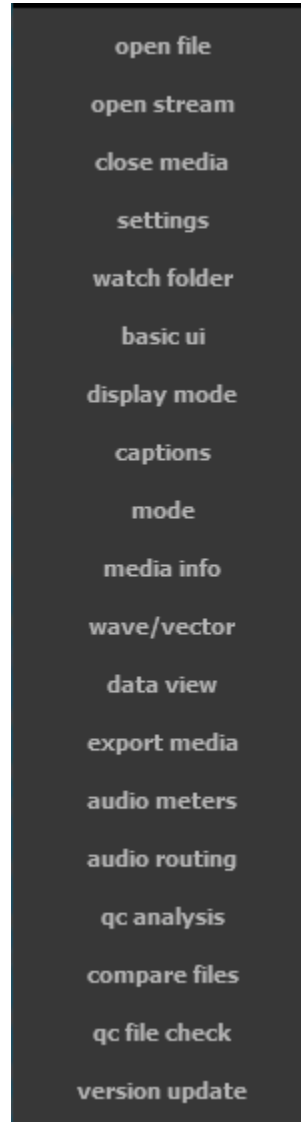 open file
open stream
close media
settings
watch folder
basic ui
display mode
captions
mode
media info
wave/vector
data view
export media
audio meters
audio routing
qc analysis
compare files
qc file check
version update